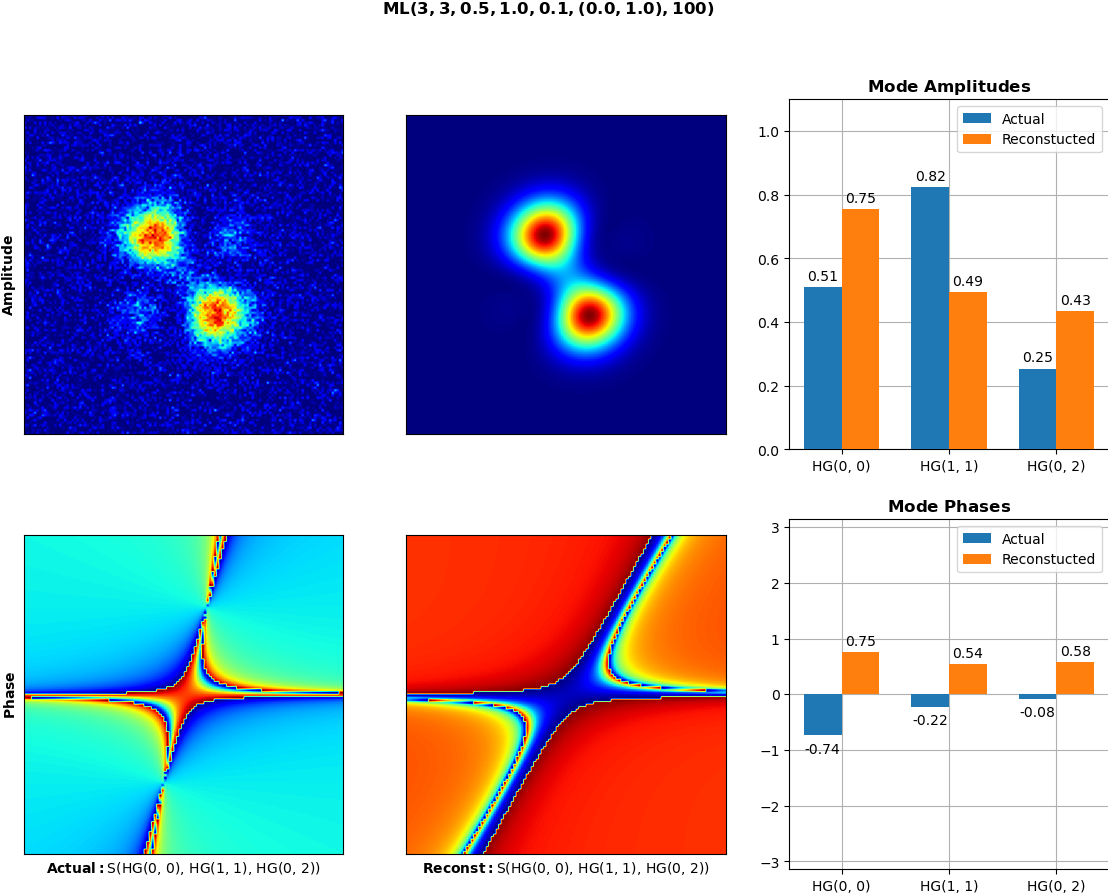 ML(3, 3, 0.5, 1.0, 0.1, (0.0, 1.0), 100)
Amplitude
Mode Amplitudes
Actual
Reconstucted
1.0
0.8
0.6
0.4
0.2
0.0
0.51
0.75
0.82
0.49
0.25
0.43
HG(0, 0)
HG(1, 1)
HG(0, 2)
Phase
Actual: S(HG(0, 0), HG(1, 1), HG(0, 2))
Reconst: S(HG(0, 0), HG(1, 1), HG(0, 2))
Mode Phases
Actual
Reconstucted
3
2
1
0
−1
−2
−3
-0.74
0.75
-0.22
0.54
-0.08
0.58
HG(0, 0)
HG(1, 1)
HG(0, 2)